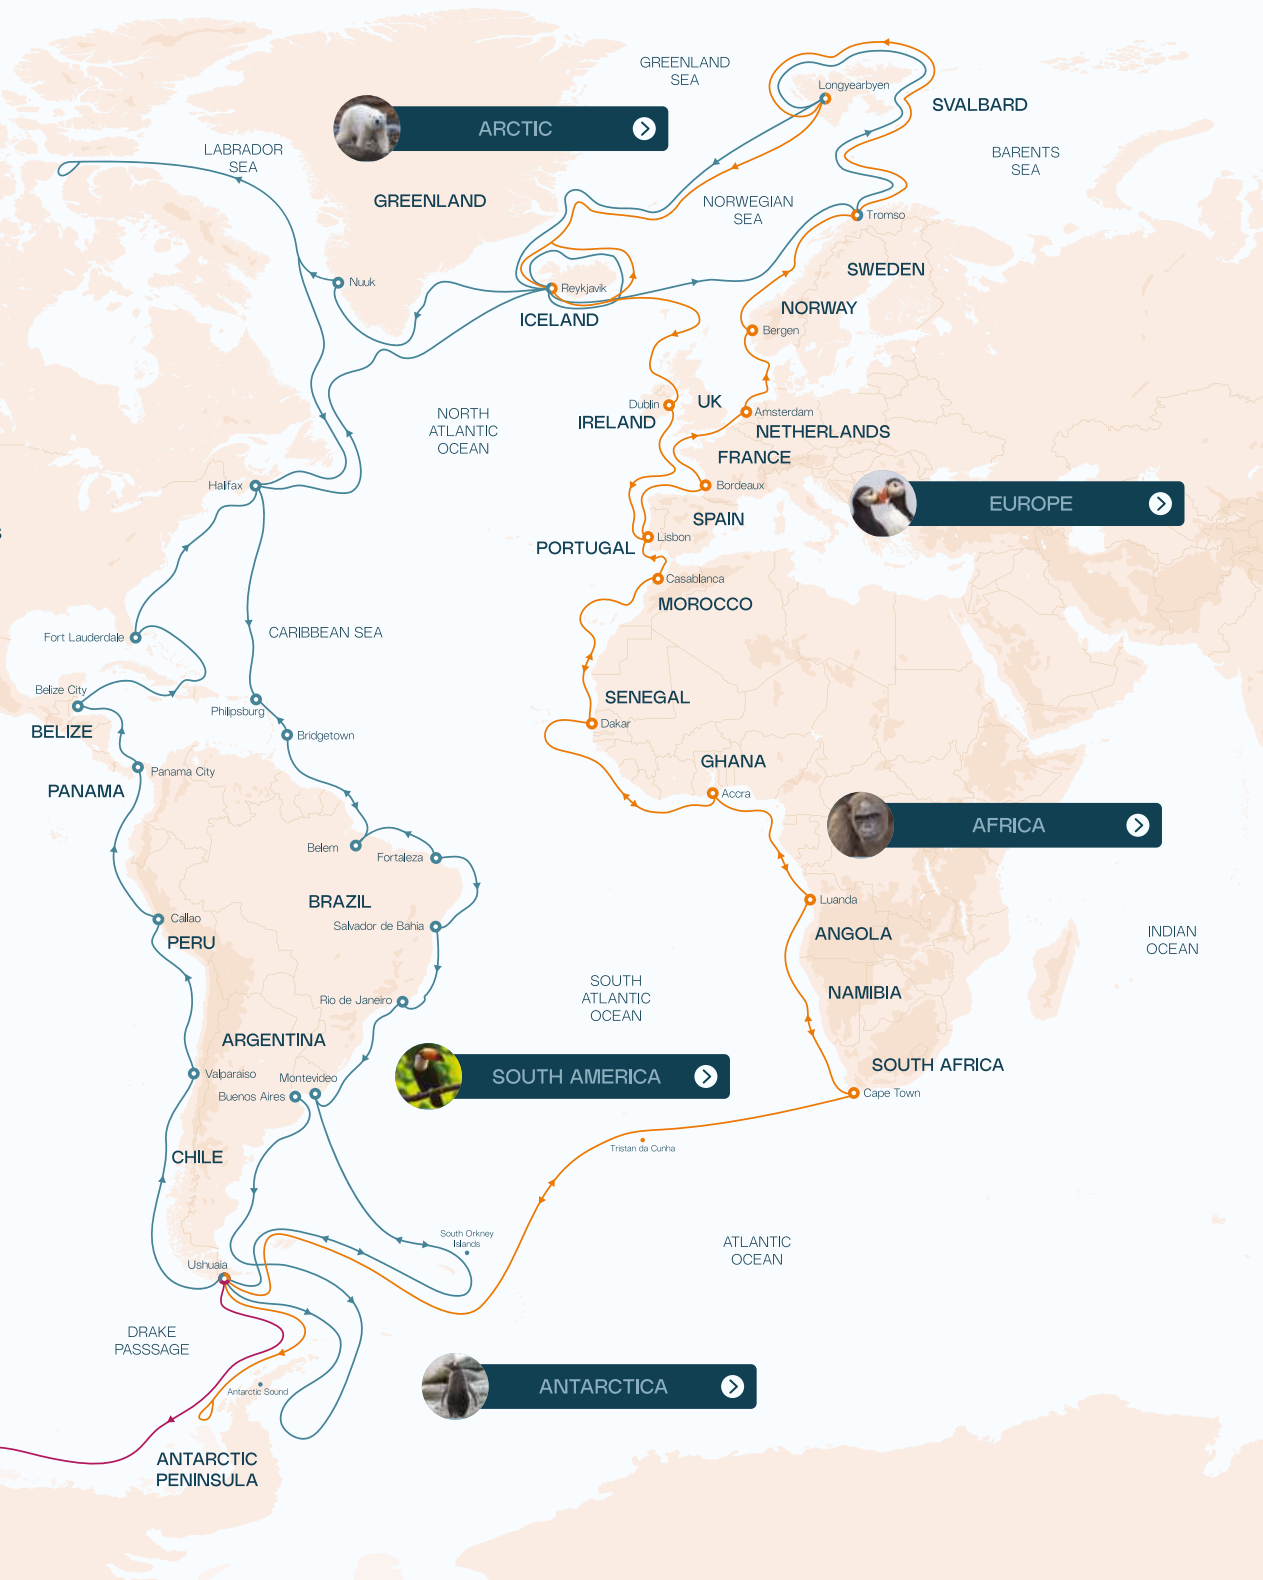 GREENLAND
SEA
Longyearbyen
SVALBARD
ARCTIC
LABRADOR
SEA
BARENTS
SEA
GREENLAND
NORWEGIAN
SEA
Tromso
SWEDEN
Nuuk
Reykjavik
ICELAND
NORWAY
Bergen
Dublin
UK
IRELAND
Amsterdam
NETHERLANDS
NORTH
ATLANTIC
OCEAN
FRANCE
Halifax
Bordeaux
EUROPE
SPAIN
S
Lisbon
PORTUGAL
Casablanca
MOROCCO
Fort Lauderdale
CARIBBEAN SEA
Belize City
BELIZE
Philipsburg
Bridgetown
SENEGAL
Dakar
Panama City
PANAMA
GHANA
Accra
AFRICA
Belem
Fortaleza
BRAZIL
Salvador de Bahia
Luanda
ANGOLA
Callao
PERU
INDIAN
OCEAN
NAMIBIA
SOUTH
ATLANTIC
OCEAN
Rio de Janeiro
ARGENTINA
Valparaiso
Montevideo
Buenos Aires
SOUTH AMERICA
SOUTH AFRICA
Cape Town
Tristan da Cunha
CHILE
South Orkney
Islands
ATLANTIC
OCEAN
Ushuaia
DRAKE
PASSSAGE
Antarctic Sound
ANTARCTICA
ANTARCTIC
PENINSULA